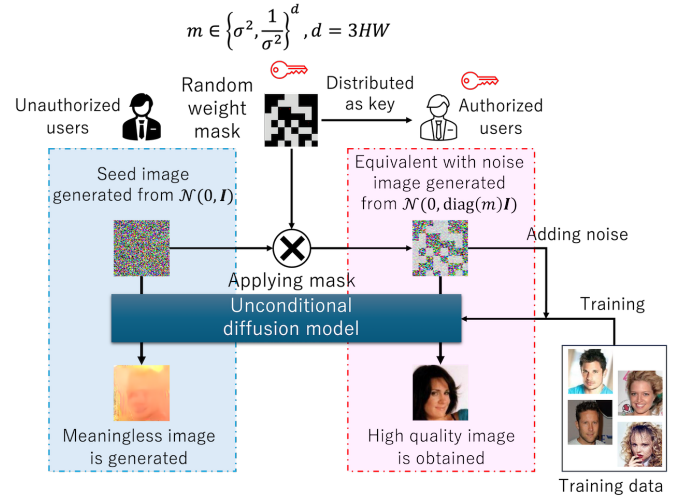 m ∈ {σ², 1/σ²}ᵈ, d = 3HW
Random
weight
mask
Distributed
as key
Unauthorized
users
Authorized
users
Seed image
generated from 𝒩(0, I)
Equivalent with noise
image generated
from 𝒩(0, diag(m)I)
Adding noise
Applying mask
Unconditional
diffusion model
Training
Meaningless image
is generated
High quality image
is obtained
Training data